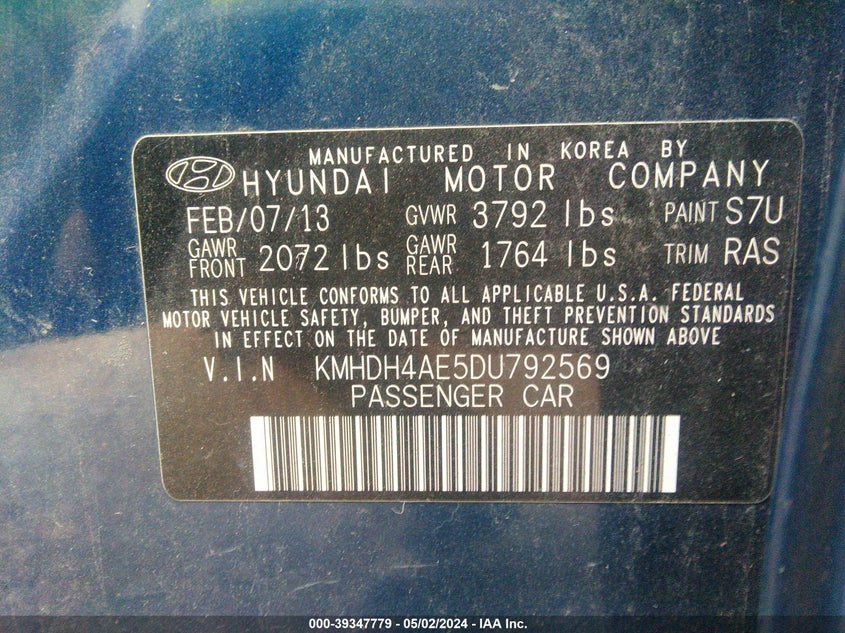 MANUFACTURED IN KOREA BY
HYUNDAI MOTOR COMPANY
FEB/07/13 GVWR 3792 lbs PAINT S7U
GAWR FRONT 2072 lbs GAWR REAR 1764 lbs TRIM RAS
THIS VEHICLE CONFORMS TO ALL APPLICABLE U.S.A. FEDERAL
MOTOR VEHICLE SAFETY, BUMPER, AND THEFT PREVENTION STANDARDS
IN EFFECT ON THE DATE OF MANUFACTURE SHOWN ABOVE
V.I.N KMHDH4AE5DU792569
PASSENGER CAR
000-39347779 - 05/02/2024 - IAA Inc.